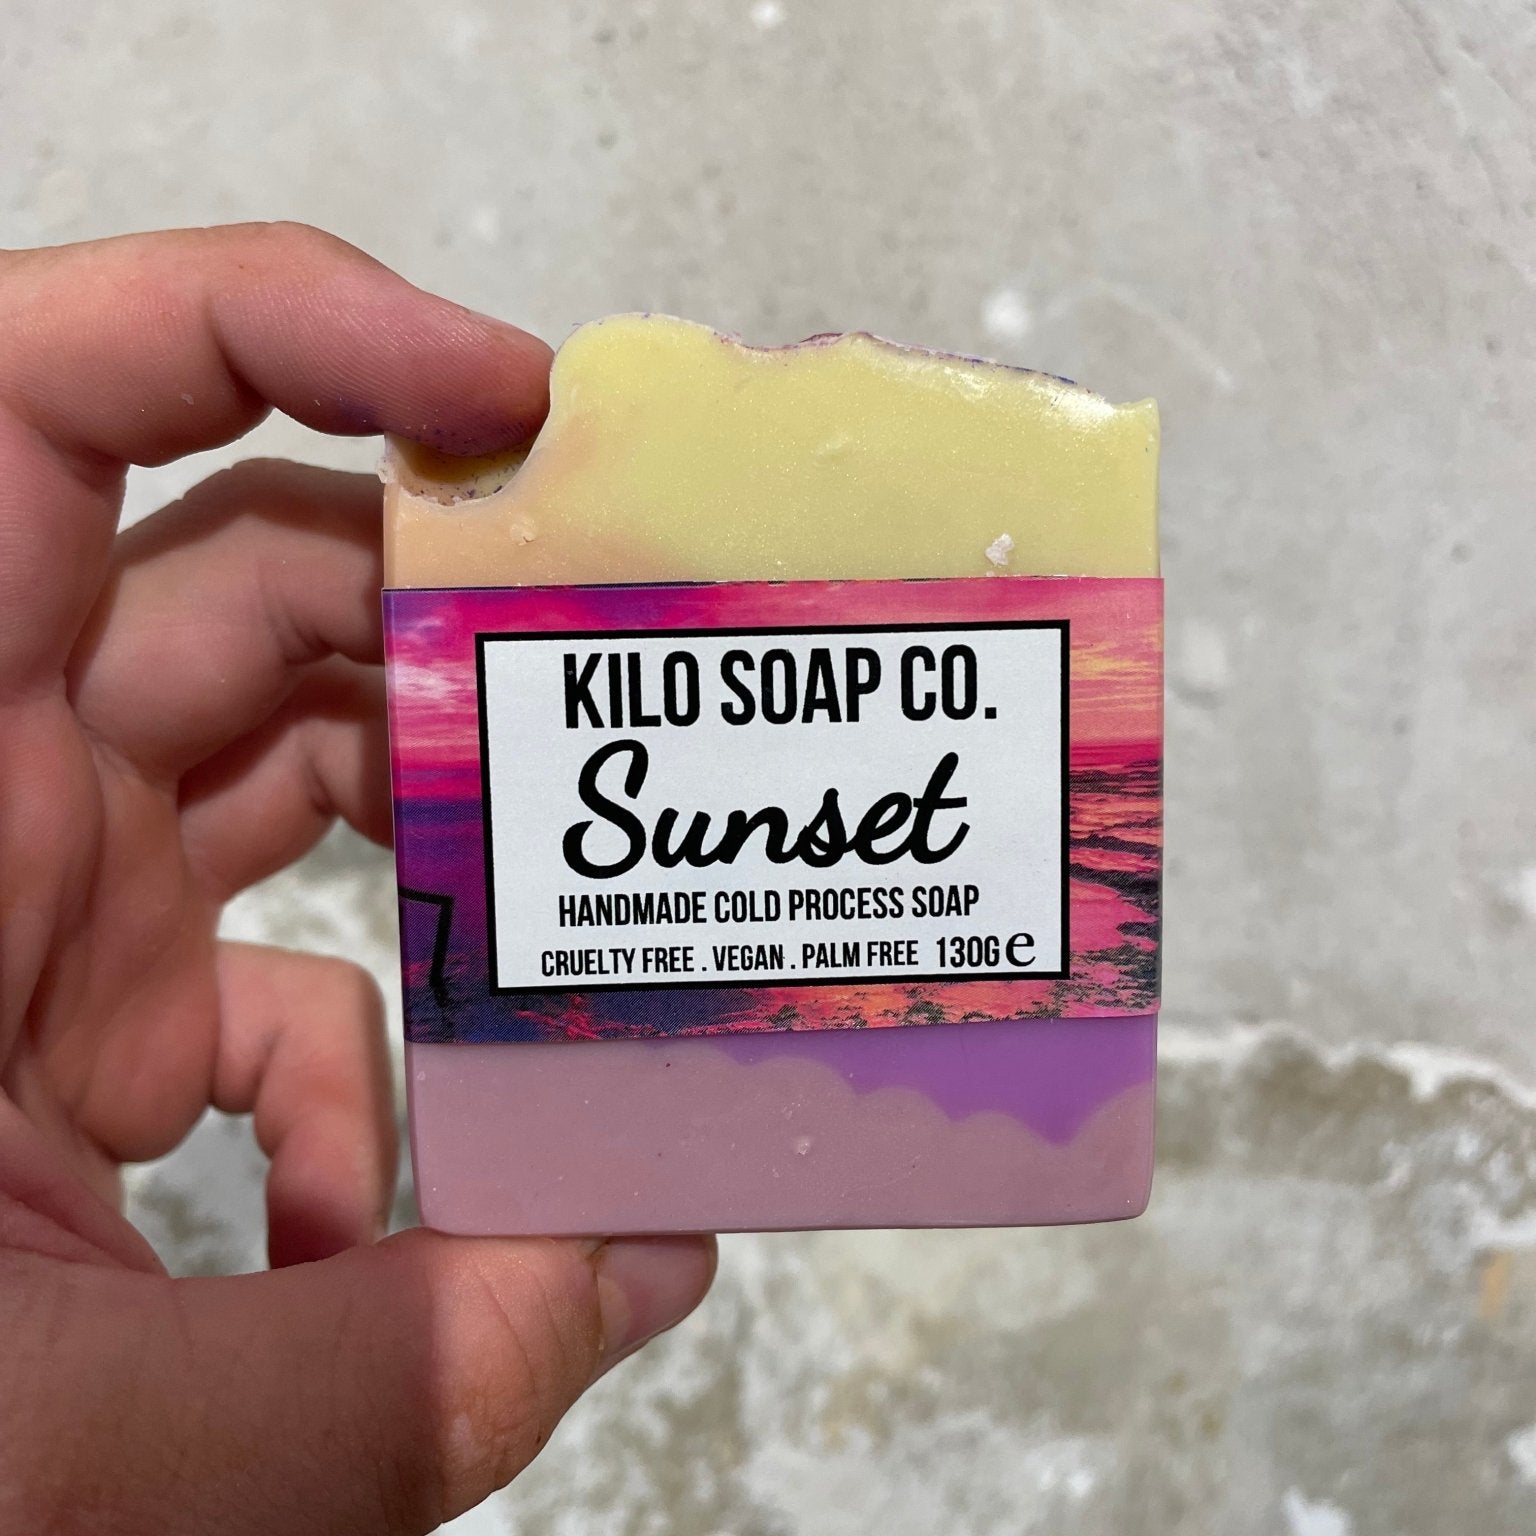 KILO SOAP CO.
Sunset
HANDMADE COLD PROCESS SOAP
CRUELTY FREE . VEGAN . PALM FREE 130G ℮